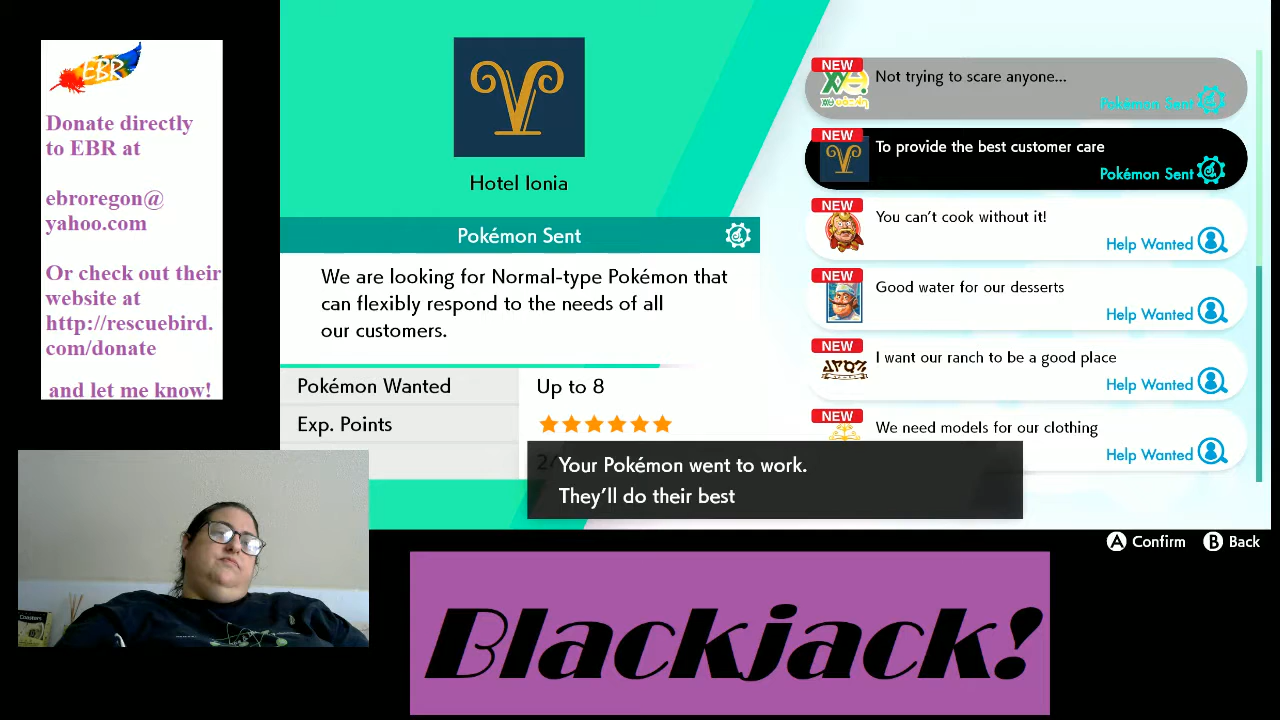 EBR
Donate directly
to EBR at
ebroregon@
yahoo.com
Or check out their
website at
http://rescuebird.
com/donate
and let me know!
Hotel Ionia
Pokémon Sent
We are looking for Normal-type Pokémon that
can flexibly respond to the needs of all
our customers.
Pokémon Wanted
Up to 8
Exp. Points
NEW
Not trying to scare anyone...
Pokémon Sent
NEW
To provide the best customer care
Pokémon Sent
NEW
You can't cook without it!
Help Wanted
NEW
Good water for our desserts
Help Wanted
NEW
I want our ranch to be a good place
Help Wanted
NEW
We need models for our clothing
Help Wanted
Your Pokémon went to work.
They'll do their best
A Confirm B Back
Coasters
Blackjack!